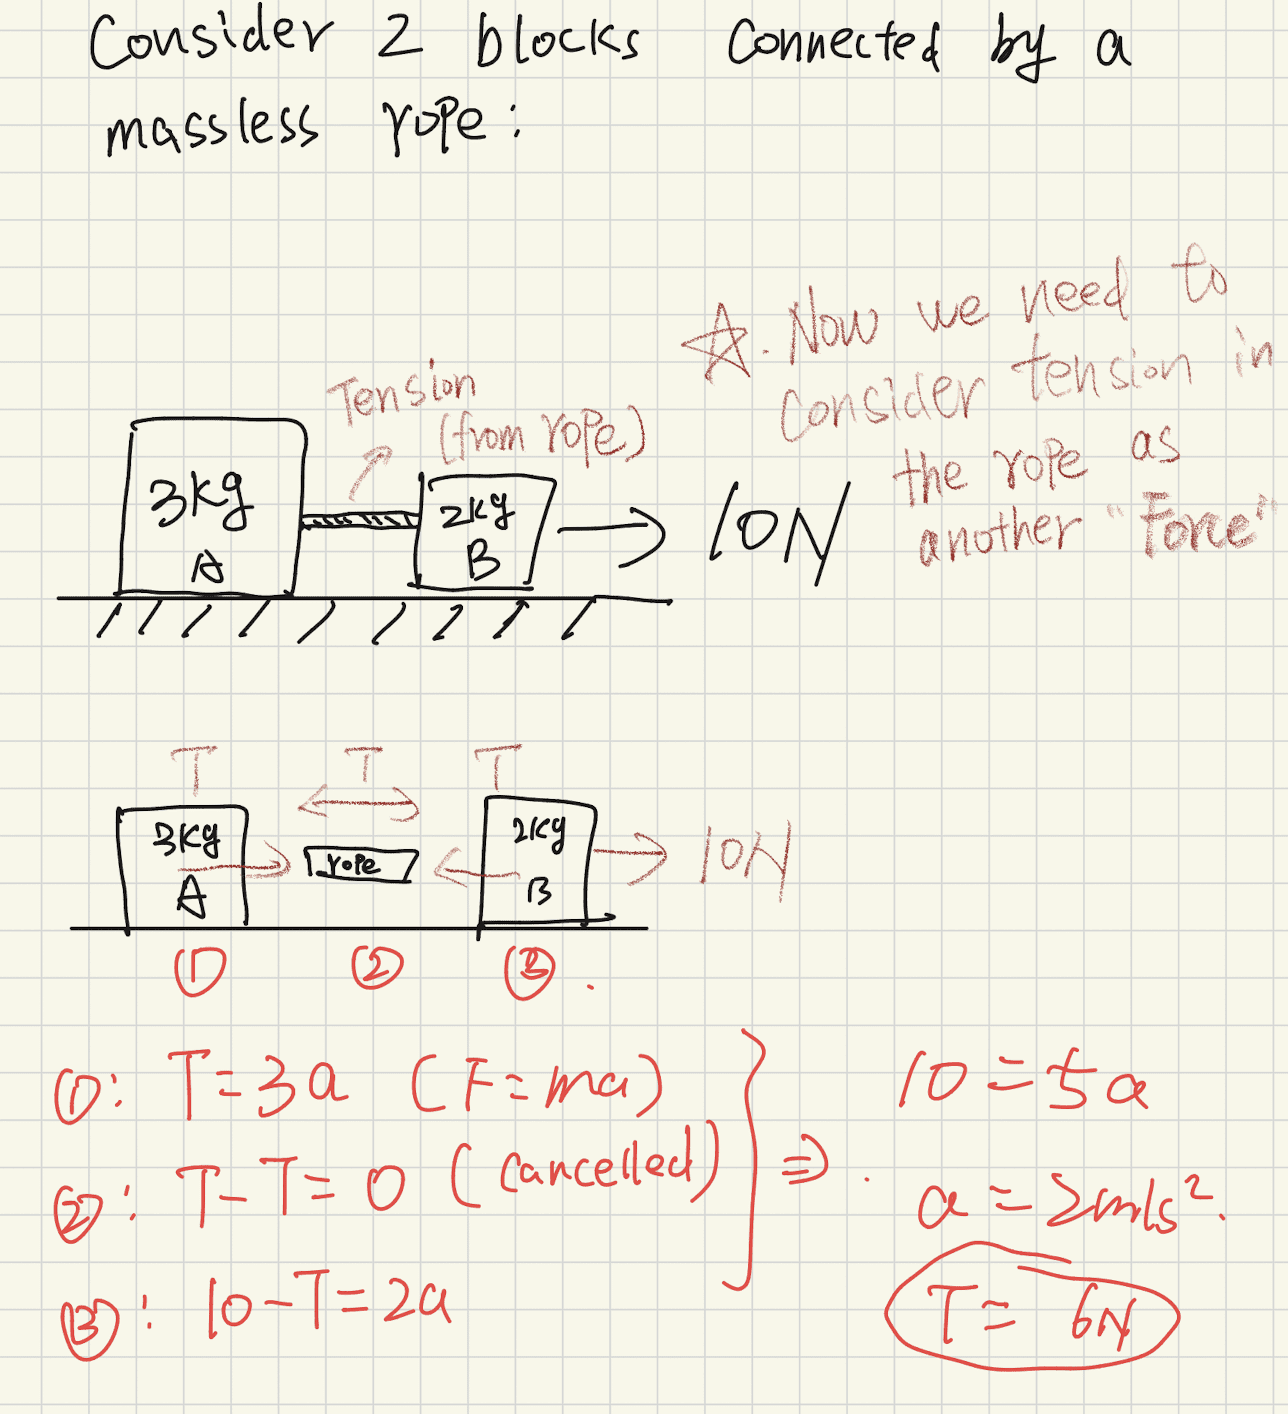 Consider 2 blocks connected by a
massless rope:
☆. Now we need to
consider tension in
the rope as
another "Force"
Tension
(from rope)
3kg
A
2kg
B
10N
T
T
T
3kg
A
rope
2kg
B
10N
①
②
③.
①: T=3a (F=ma)
②: T-T=0 (cancelled)
③: 10-T=2a
⇒.
10=5a
a=2m/s².
T= 6N